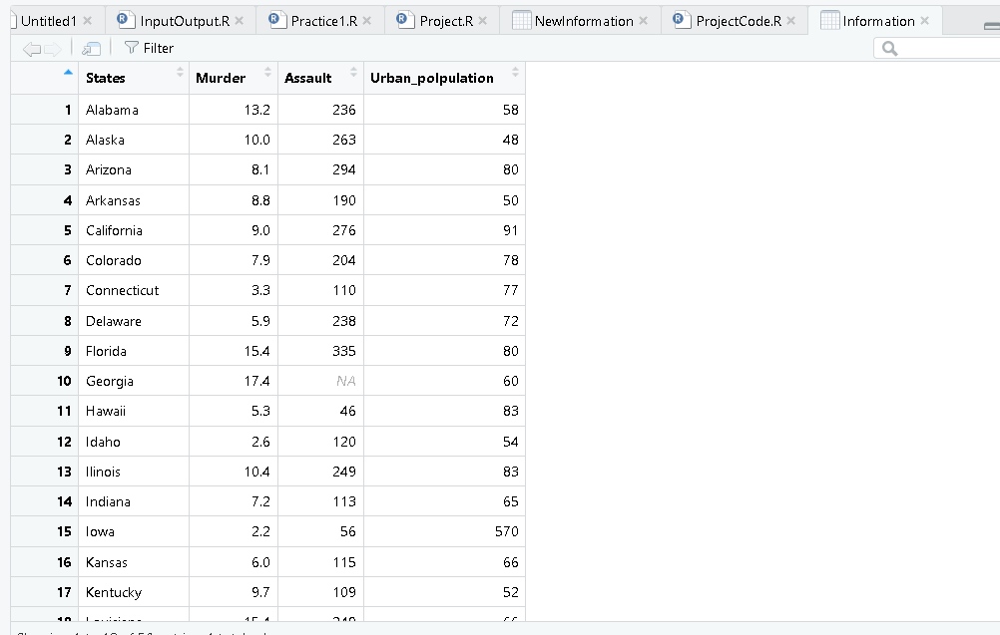 Untitled1 InputOutput.R Practice1.R Project.R NewInformation ProjectCode.R Information
Filter
States Murder Assault Urban_polpulation
1 Alabama 13.2 236 58
2 Alaska 10.0 263 48
3 Arizona 8.1 294 80
4 Arkansas 8.8 190 50
5 California 9.0 276 91
6 Colorado 7.9 204 78
7 Connecticut 3.3 110 77
8 Delaware 5.9 238 72
9 Florida 15.4 335 80
10 Georgia 17.4 NA 60
11 Hawaii 5.3 46 83
12 Idaho 2.6 120 54
13 Ilinois 10.4 249 83
14 Indiana 7.2 113 65
15 Iowa 2.2 56 570
16 Kansas 6.0 115 66
17 Kentucky 9.7 109 52
18 Louisiana 15.4 249 66